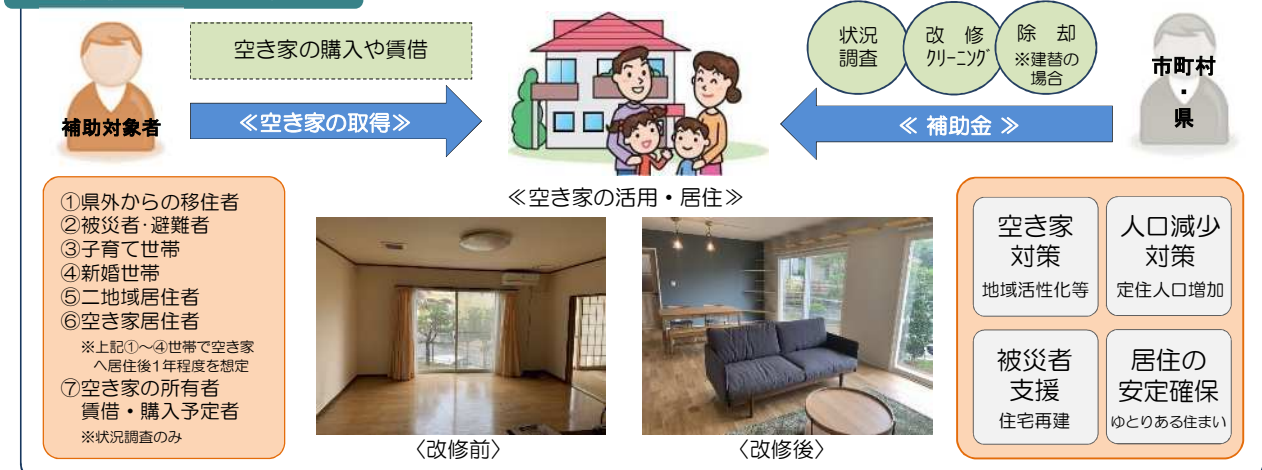 補助対象者
空き家の購入や賃借
≪空き家の取得≫
状況
調査
改 修
クリーニング
除 却
※建替の
場合
≪ 補助金 ≫
市町村
・
県
①県外からの移住者
②被災者・避難者
③子育て世帯
④新婚世帯
⑤二地域居住者
⑥空き家居住者
※上記①～④世帯で空き家
へ居住後1年程度を想定
⑦空き家の所有者
賃借・購入予定者
※状況調査のみ
≪空き家の活用・居住≫
〈改修前〉
〈改修後〉
空き家
対策
地域活性化等
人口減少
対策
定住人口増加
被災者
支援
住宅再建
居住の
安定確保
ゆとりある住まい